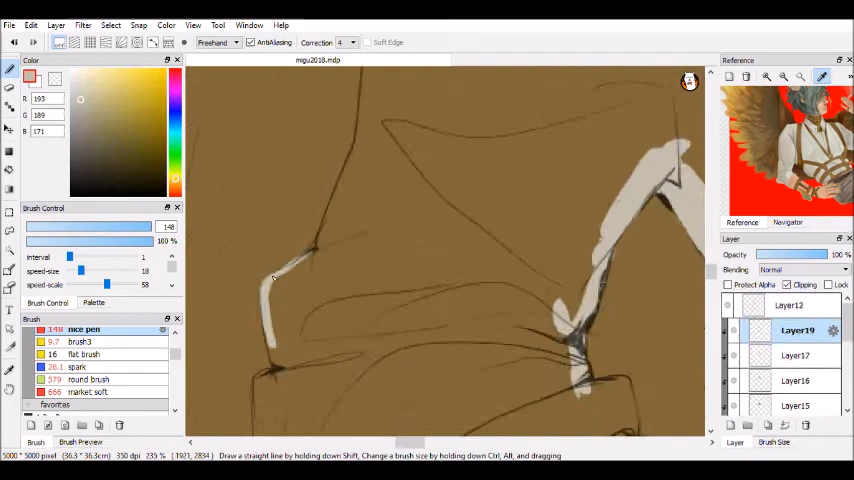 File Edit Layer Filter Select Snap Color View Tool Window Help
OFF Freehand AntiAliasing Correction 4 Soft Edge
migu2018.mdp
Color
R 193
G 189
B 171
Brush Control
148
100 %
interval 1
speed-size 18
speed-scale 58
Brush Control Palette
Brush
148 nice pen
9.7 brush3
16 flat brush
26.1 spark
579 round brush
666 market soft
favorites
Brush Brush Preview
Reference
Reference Navigator
Layer
Opacity 100 %
Blending Normal
Protect Alpha Clipping Lock
Layer12
Layer19
Layer17
Layer16
Layer15
Layer Brush Size
5000 * 5000 pixel (36.3 * 36.3cm) 350 dpi 235 % (.1921, 2834) Draw a straight line by holding down Shift, Change a brush size by holding down Ctrl, Alt, and dragging